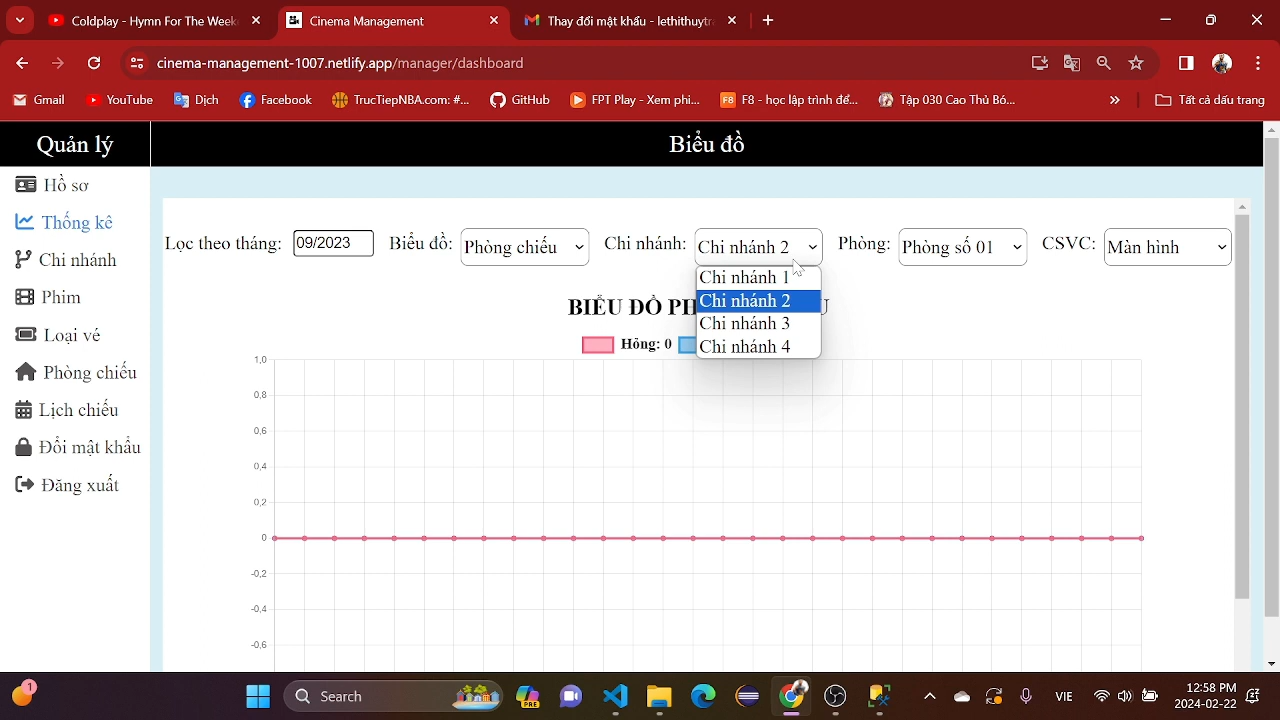 Coldplay - Hymn For The Week
Cinema Management
Thay đổi mật khẩu - lethithuytr
cinema-management-1007.netlify.app/manager/dashboard
Gmail
YouTube
Dịch
Facebook
TrucTiepNBA.com: #...
GitHub
FPT Play - Xem phi...
F8 - học lập trình để...
Tập 030 Cao Thủ Bó...
»
Tất cả dấu trang
Quản lý
Biểu đồ
Hồ sơ
Thống kê
Chi nhánh
Phim
Loại vé
Phòng chiếu
Lịch chiếu
Đổi mật khẩu
Đăng xuất
Lọc theo tháng: 09/2023 Biểu đồ: Phòng chiếu Chi nhánh: Chi nhánh 2 Phòng: Phòng số 01 CSVC: Màn hình
Chi nhánh 1
Chi nhánh 2
Chi nhánh 3
Chi nhánh 4
BIỂU ĐỒ
Hỏng: 0
1,0
0,8
0,6
0,4
0,2
0
-0,2
-0,4
-0,6
1
Search
PRE
VIE
12:58 PM
2024-02-22